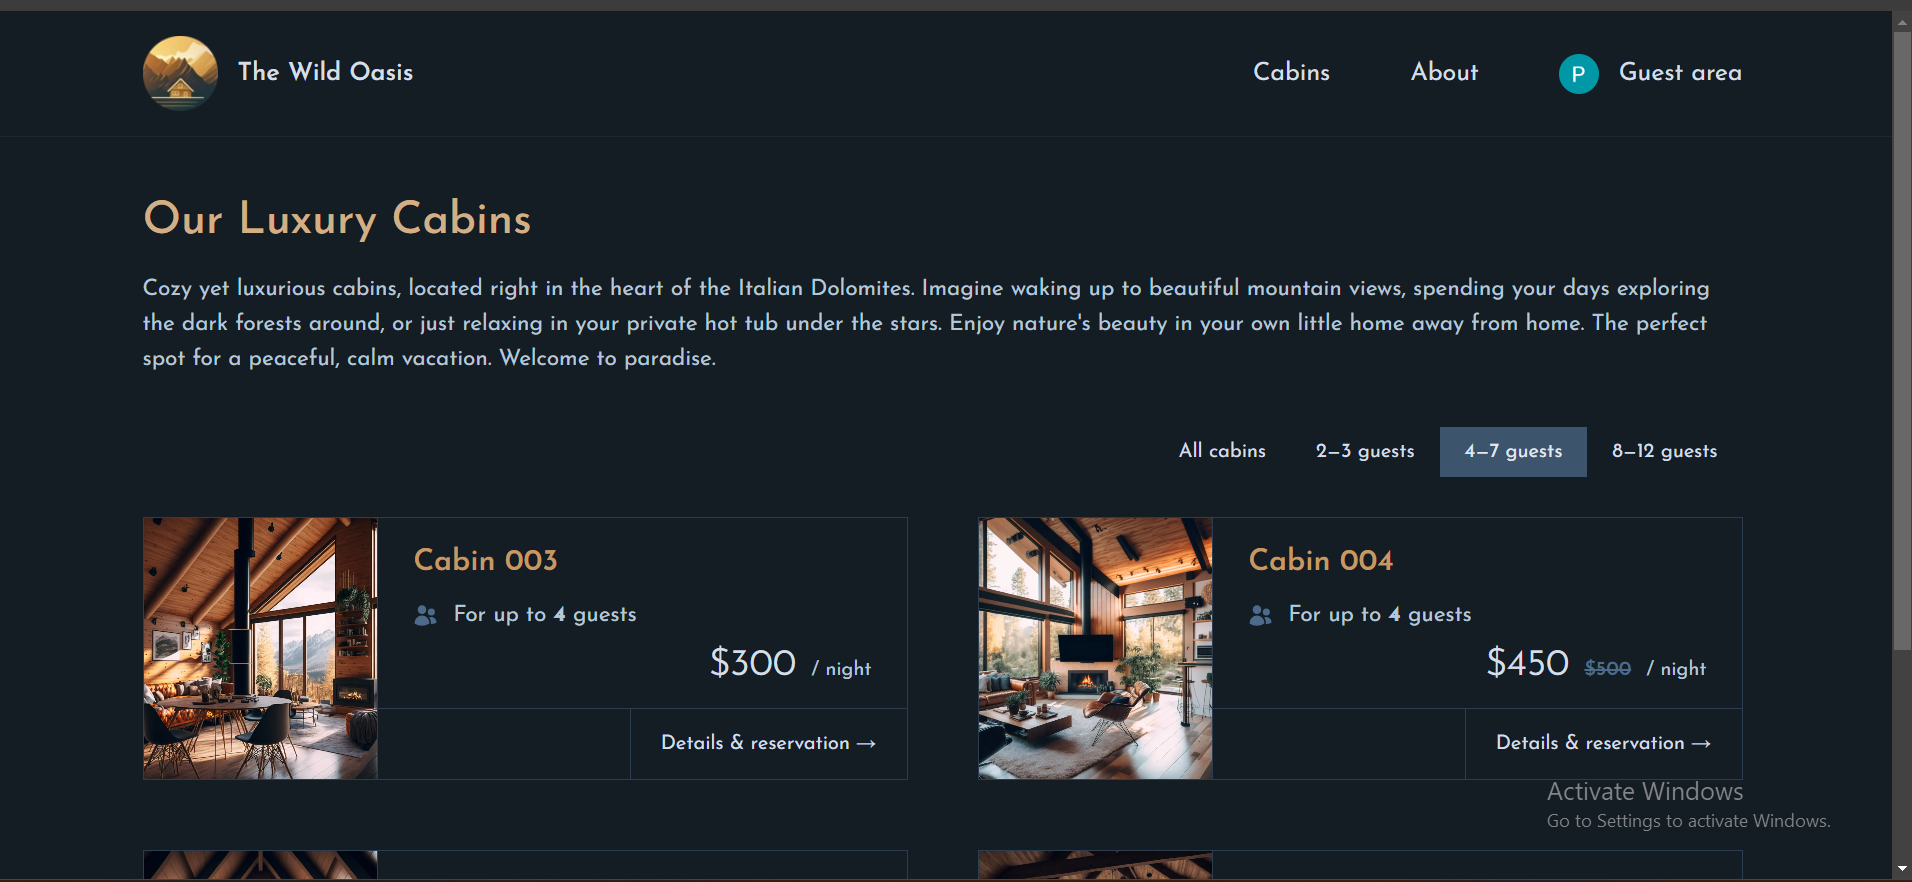 The Wild Oasis
Cabins
About
P
Guest area
Our Luxury Cabins
Cozy yet luxurious cabins, located right in the heart of the Italian Dolomites. Imagine waking up to beautiful mountain views, spending your days exploring
the dark forests around, or just relaxing in your private hot tub under the stars. Enjoy nature's beauty in your own little home away from home. The perfect
spot for a peaceful, calm vacation. Welcome to paradise.
All cabins
2—3 guests
4—7 guests
8—12 guests
Cabin 003
For up to 4 guests
$300 / night
Details & reservation →
Cabin 004
For up to 4 guests
$450 $500 / night
Details & reservation →
Activate Windows
Go to Settings to activate Windows.